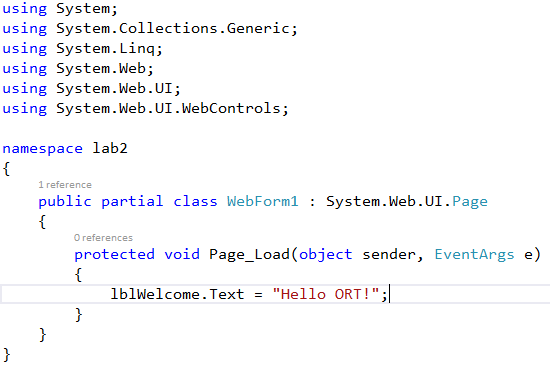 using System;
using System.Collections.Generic;
using System.Linq;
using System.Web;
using System.Web.UI;
using System.Web.UI.WebControls;
namespace lab2
{
1 reference
public partial class WebForm1 : System.Web.UI.Page
{
0 references
protected void Page_Load(object sender, EventArgs e)
{
lblWelcome.Text = "Hello ORT!";
}
}
}